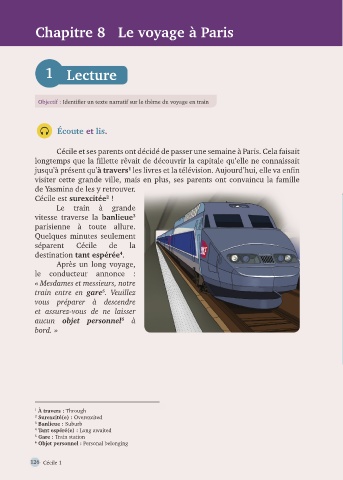 Chapitre 8 Le voyage à Paris
1 Lecture
Objectif : Identifier un texte narratif sur le thème du voyage en train
Écoute et lis.
Cécile et ses parents ont décidé de passer une semaine à Paris. Cela faisait
longtemps que la fillette rêvait de découvrir la capitale qu'elle ne connaissait
jusqu'à présent qu'à travers¹ les livres et la télévision. Aujourd'hui, elle va enfin
visiter cette grande ville, mais en plus, ses parents ont convaincu la famille
de Yasminn de les y retrouver.
Cécile est surexcitée² !
Le train à grande
vitesse traverse la banlieue³
parisienne à toute allure.
Quelques minutes seulement
séparent Cécile de la
destination tant espérée⁴.
Après un long voyage,
le conducteur annonce :
« Mesdames et messieurs, notre
train entre en gare⁵. Veuillez
vous préparer à descendre
et assurez-vous de ne laisser
aucun objet personnel⁶ à
bord. »
¹ À travers : Through
² Surexcité(e) : Overexcited
³ Banlieue : Suburb
⁴ Tant espéré(e) : Long awaited
⁵ Gare : Train station
⁶ Objet personnel : Personal belonging
126 Cécile 1